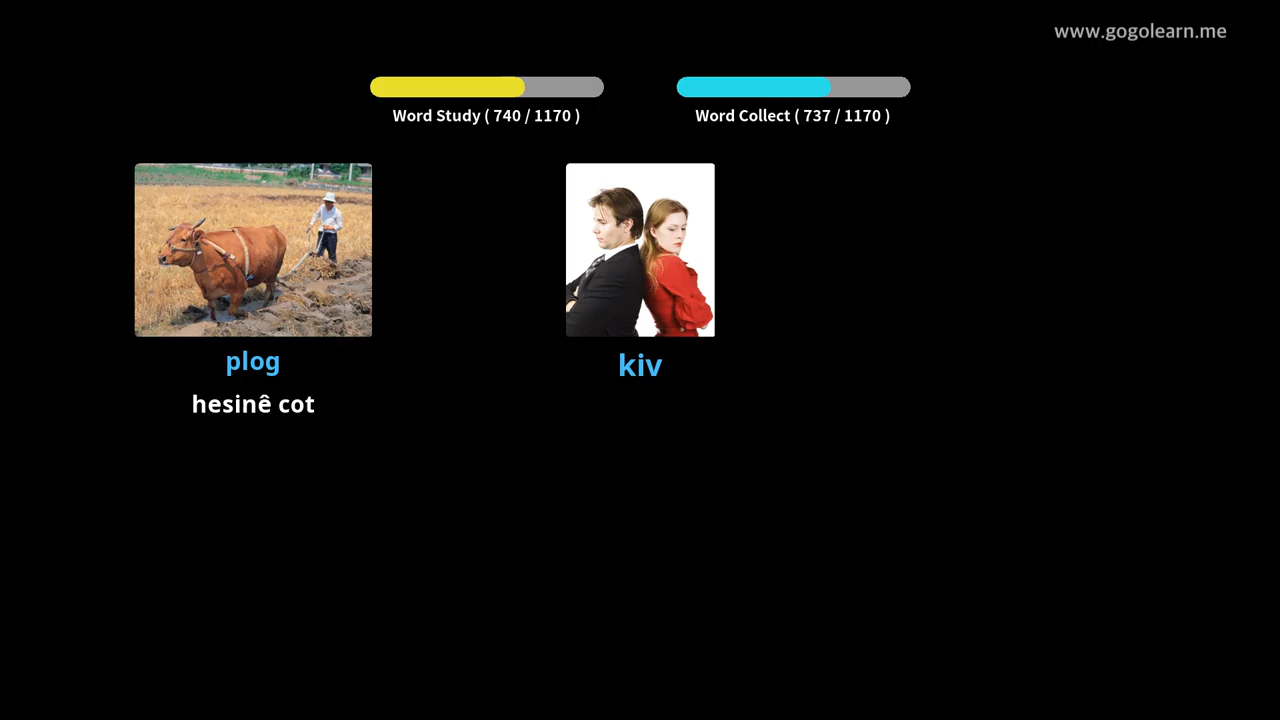 www.gogolearn.me
Word Study ( 740 / 1170 )
Word Collect ( 737 / 1170 )
plog
kiv
hesinê cot